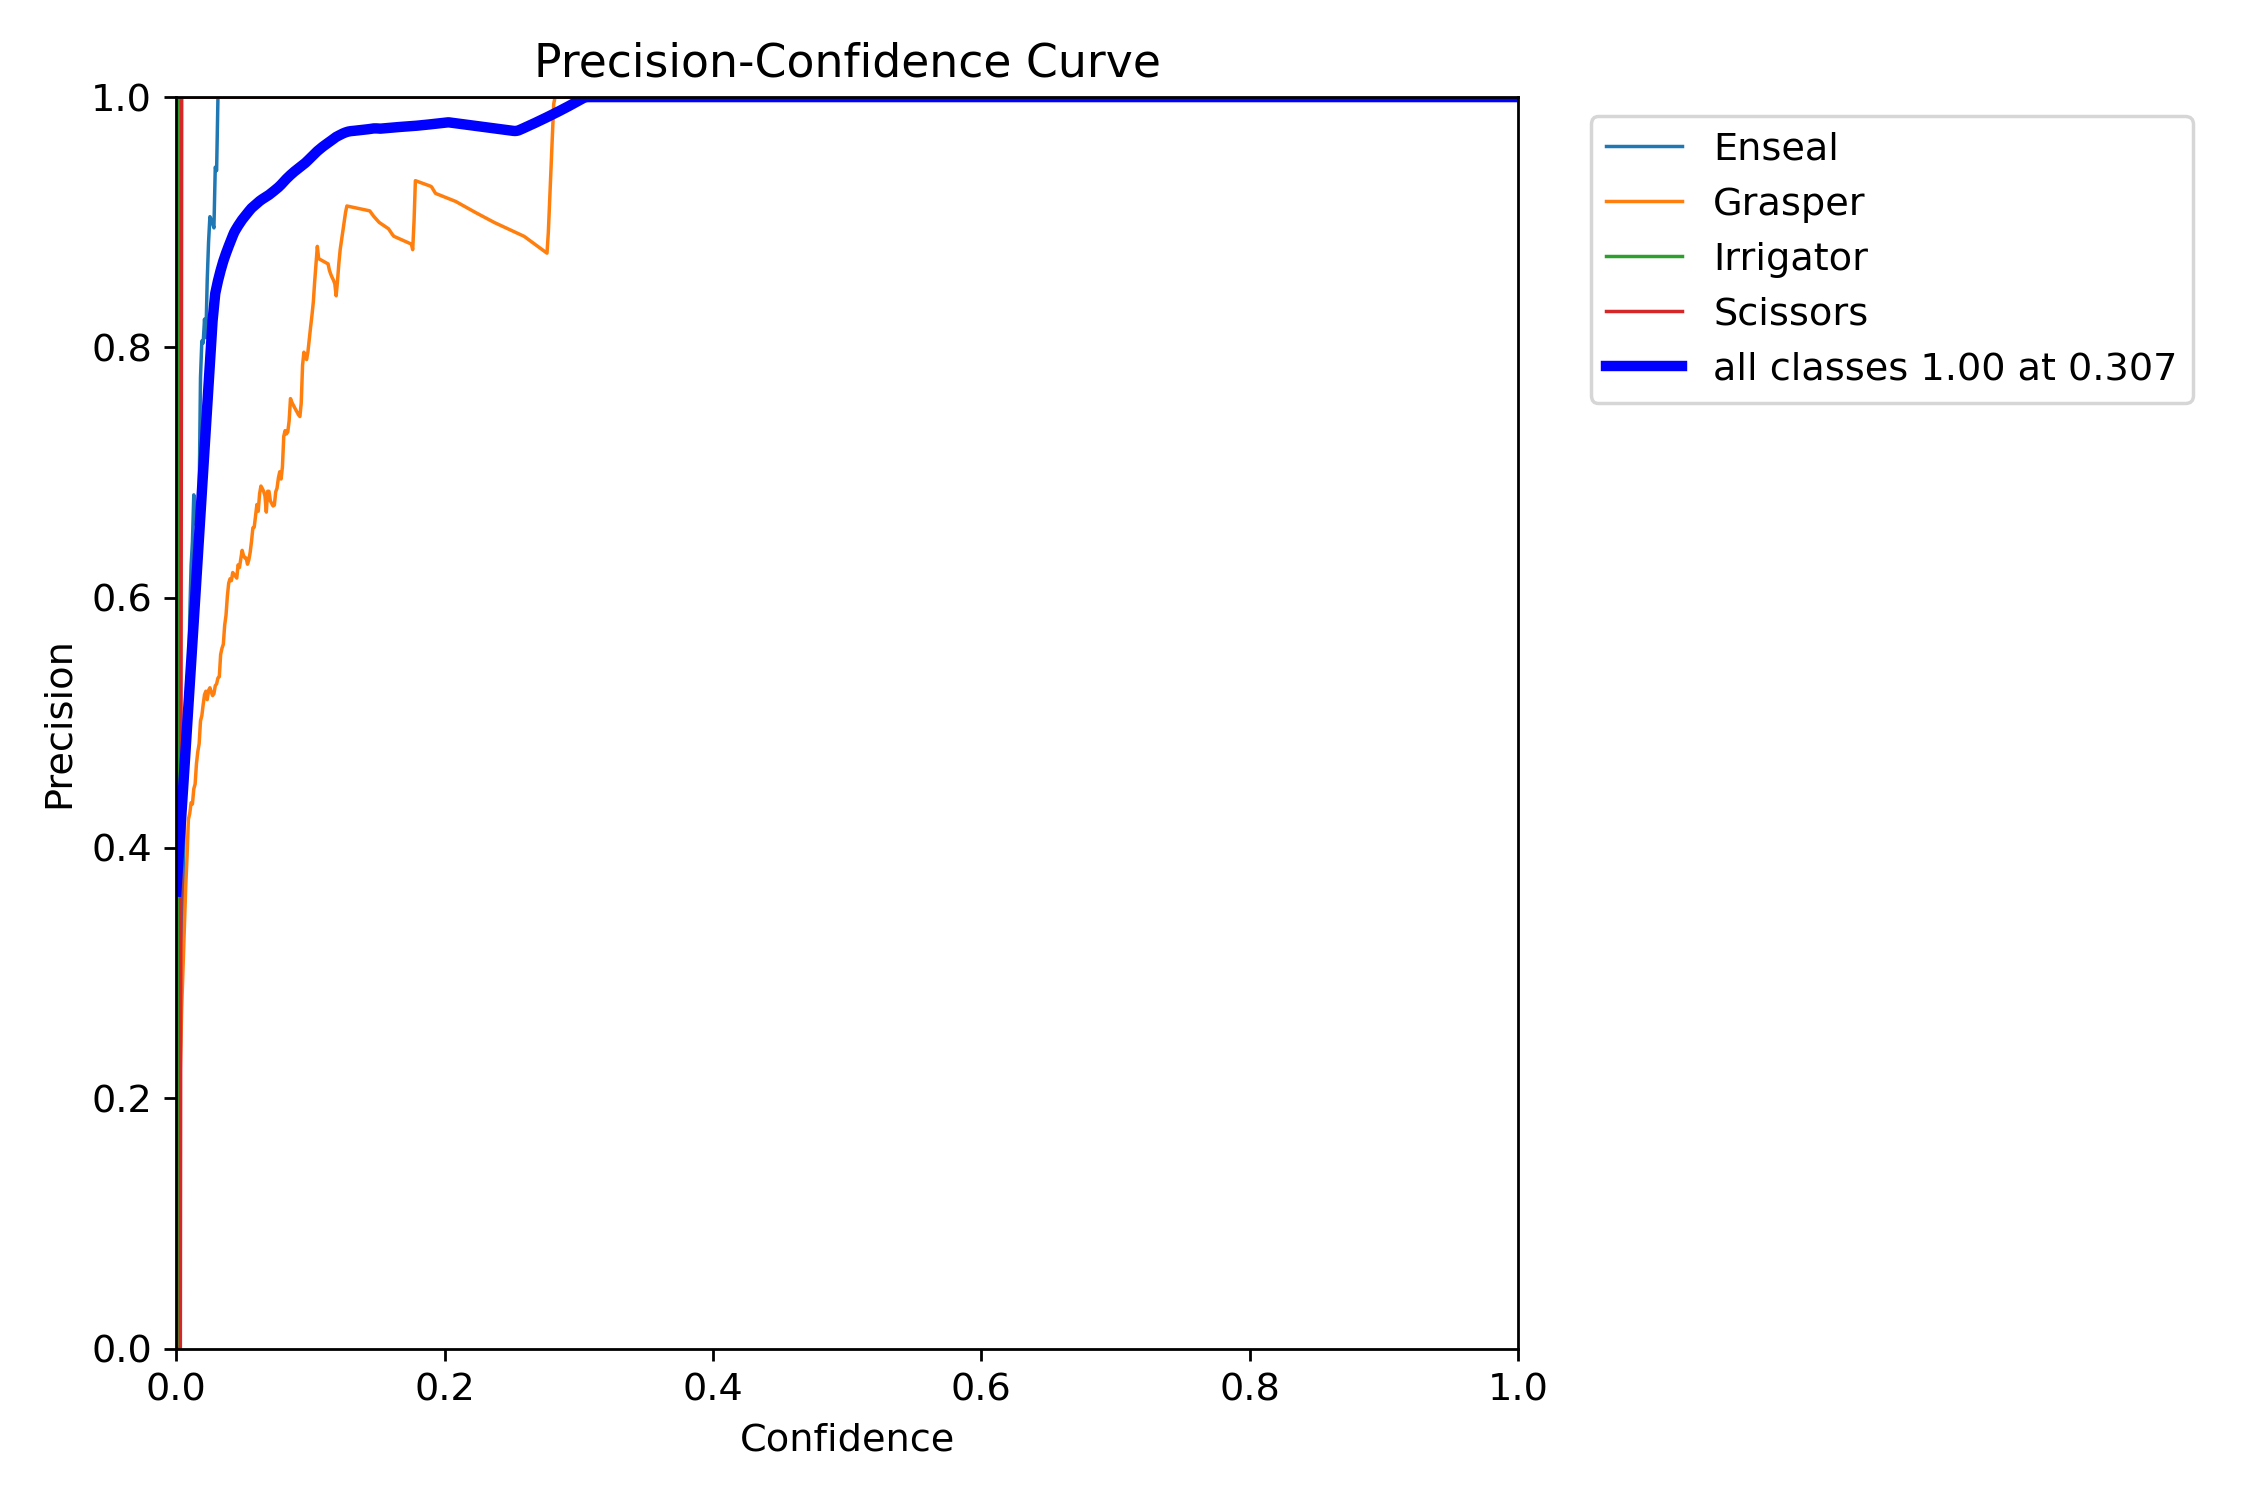 Precision-Confidence Curve
1.0
0.8
0.6
0.4
0.2
0.0
Precision
0.0 0.2 0.4 0.6 0.8 1.0
Confidence
Enseal
Grasper
Irrigator
Scissors
all classes 1.00 at 0.307